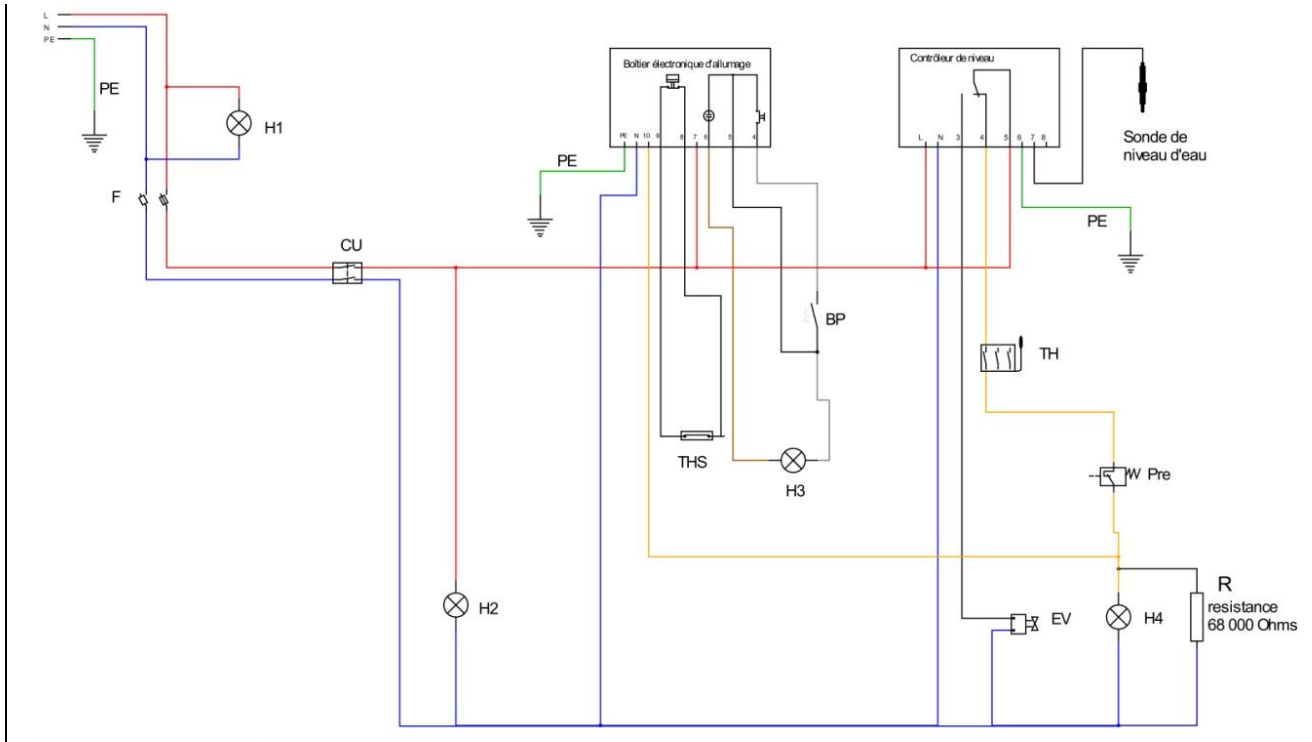 L
N
PE
PE
H1
F
CU
Boîtier électronique d'allumage
PE N 10 9 8 7 6 5 4
PE
BP
THS
H3
H2
Contrôleur de niveau
L N 3 4 5 6 7 8
Sonde de
niveau d'eau
PE
TH
Pre
EV
H4
R
resistance
68 000 Ohms